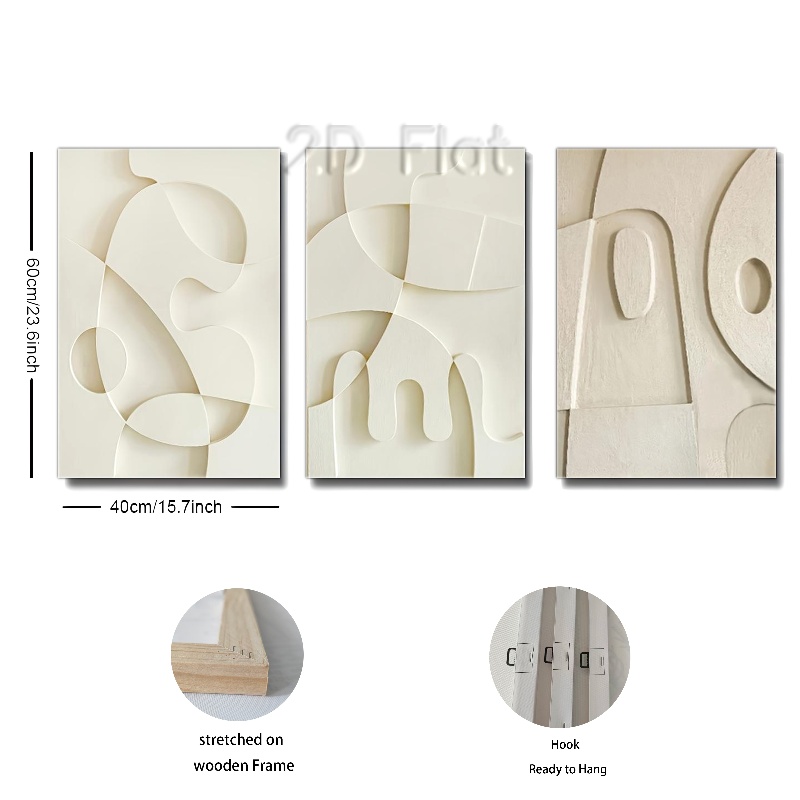 2D Flat
60cm/23.6inch
40cm/15.7inch
stretched on
wooden Frame
Hook
Ready to Hang